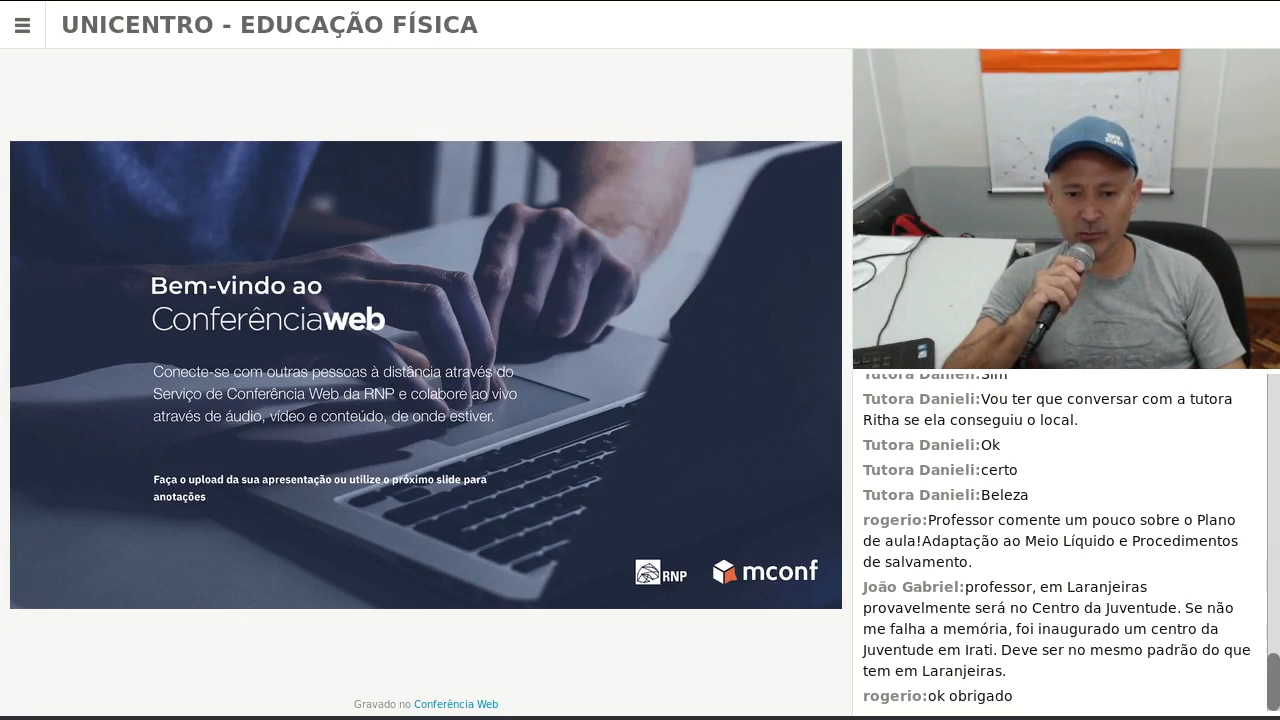 UNICENTRO - EDUCAÇÃO FÍSICA
Bem-vindo ao
Conferênciaweb
Conecte-se com outras pessoas à distância através do
Serviço de Conferência Web da RNP e colabore ao vivo
através de áudio, vídeo e conteúdo, de onde estiver.
Faça o upload da sua apresentação ou utilize o próximo slide para
anotações
RNP
mconf
Gravado no Conferência Web
Tutora Danieli:Sim
Tutora Danieli:Vou ter que conversar com a tutora
Ritha se ela conseguiu o local.
Tutora Danieli:Ok
Tutora Danieli:certo
Tutora Danieli:Beleza
rogerio:Professor comente um pouco sobre o Plano
de aula!Adaptação ao Meio Líquido e Procedimentos
de salvamento.
João Gabriel:professor, em Laranjeiras
provavelmente será no Centro da Juventude. Se não
me falha a memória, foi inaugurado um centro da
Juventude em Irati. Deve ser no mesmo padrão do que
tem em Laranjeiras.
rogerio:ok obrigado